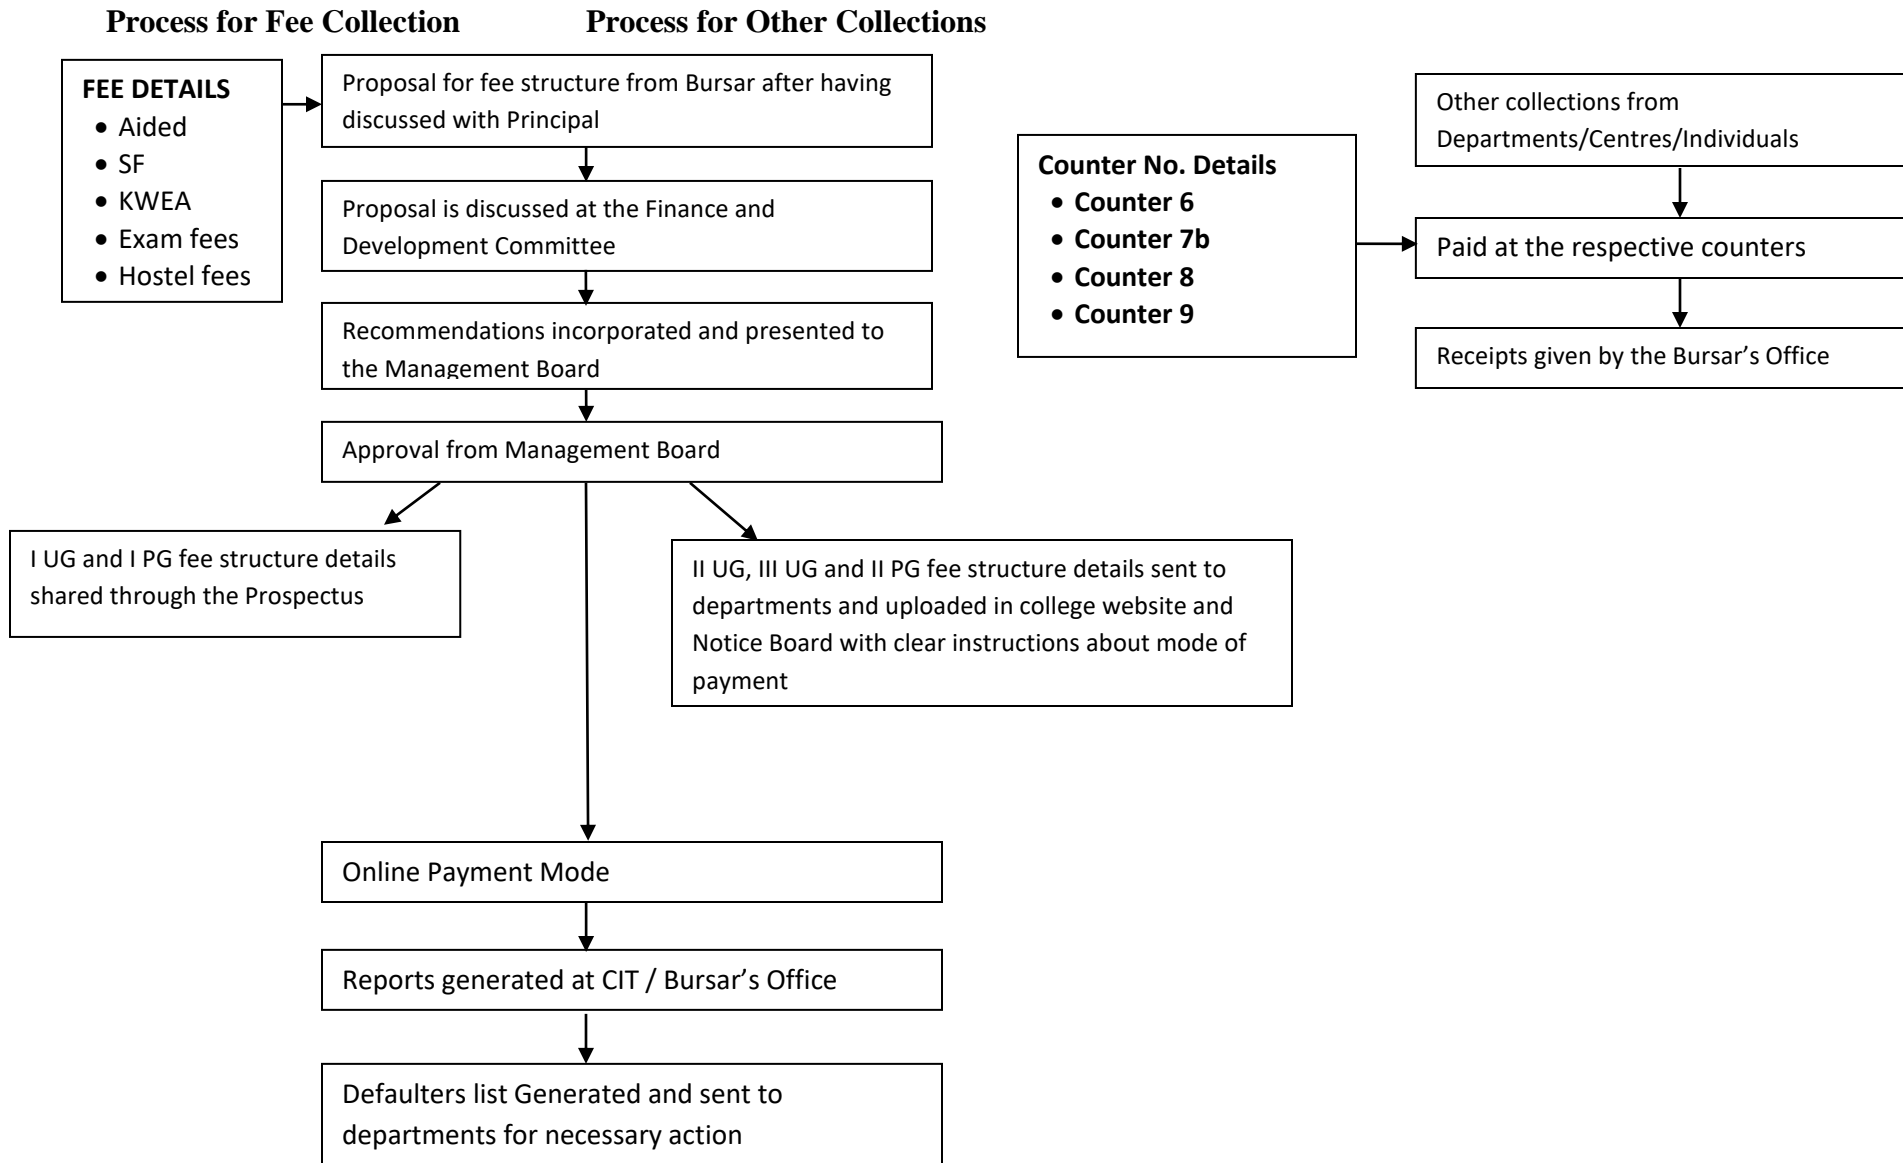 Process for Fee Collection
Process for Other Collections
FEE DETAILS
• Aided
• SF
• KWEA
• Exam fees
• Hostel fees
Proposal for fee structure from Bursar after having
discussed with Principal
Proposal is discussed at the Finance and
Development Committee
Recommendations incorporated and presented to
the Management Board
Approval from Management Board
I UG and I PG fee structure details
shared through the Prospectus
II UG, III UG and II PG fee structure details sent to
departments and uploaded in college website and
Notice Board with clear instructions about mode of
payment
Online Payment Mode
Reports generated at CIT / Bursar’s Office
Defaulters list Generated and sent to
departments for necessary action
Counter No. Details
• Counter 6
• Counter 7b
• Counter 8
• Counter 9
Other collections from
Departments/Centres/Individuals
Paid at the respective counters
Receipts given by the Bursar’s Office